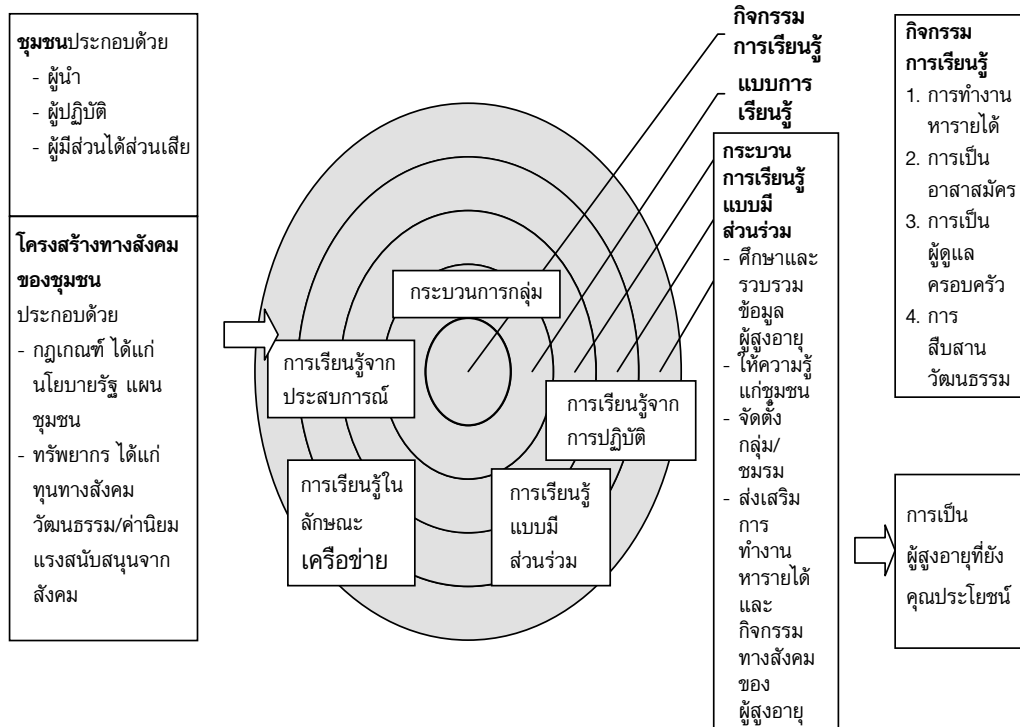 ชุมชนประกอบด้วย
- ผู้นำ
- ผู้ปฏิบัติ
- ผู้มีส่วนได้ส่วนเสีย
โครงสร้างทางสังคม
ของชุมชน
ประกอบด้วย
- กฎเกณฑ์ ได้แก่
นโยบายรัฐ แผน
ชุมชน
- ทรัพยากร ได้แก่
ทุนทางสังคม
วัฒนธรรม/ค่านิยม
แรงสนับสนุนจาก
สังคม
กระบวนการกลุ่ม
การเรียนรู้จาก
ประสบการณ์
การเรียนรู้จาก
การปฏิบัติ
การเรียนรู้ใน
ลักษณะ
เครือข่าย
การเรียนรู้
แบบมี
ส่วนร่วม
กิจกรรม
การเรียนรู้
แบบการ
เรียนรู้
กระบวน
การเรียนรู้
แบบมี
ส่วนร่วม
- ศึกษาและ
รวบรวม
ข้อมูล
ผู้สูงอายุ
- ให้ความรู้
แก่ชุมชน
- จัดตั้ง
กลุ่ม/
ชมรม
- ส่งเสริม
การ
ทำงาน
หารายได้
และ
กิจกรรม
ทางสังคม
ของ
ผู้สูงอายุ
กิจกรรม
การเรียนรู้
1. การทำงาน
หารายได้
2. การเป็น
อาสาสมัคร
3. การเป็น
ผู้ดูแล
ครอบครัว
4. การ
สืบสาน
วัฒนธรรม
การเป็น
ผู้สูงอายุที่ยัง
คุณประโยชน์